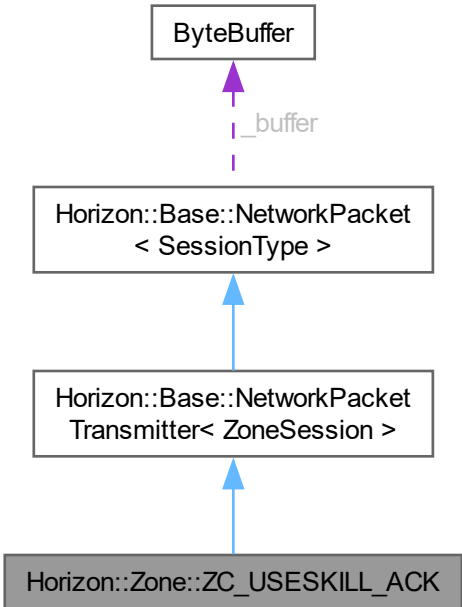 ByteBuffer
_buffer
Horizon::Base::NetworkPacket
< SessionType >
Horizon::Base::NetworkPacket
Transmitter< ZoneSession >
Horizon::Zone::ZC_USESKILL_ACK